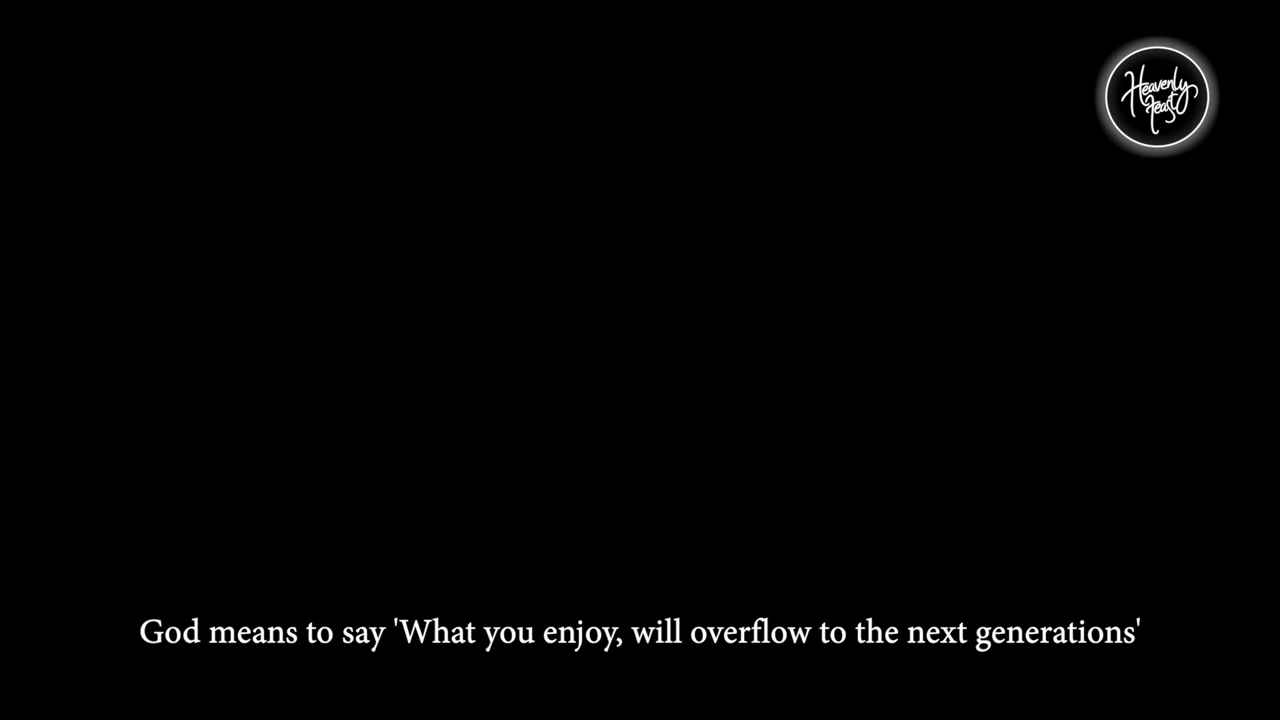 Heavenly
feast
God means to say 'What you enjoy, will overflow to the next generations'